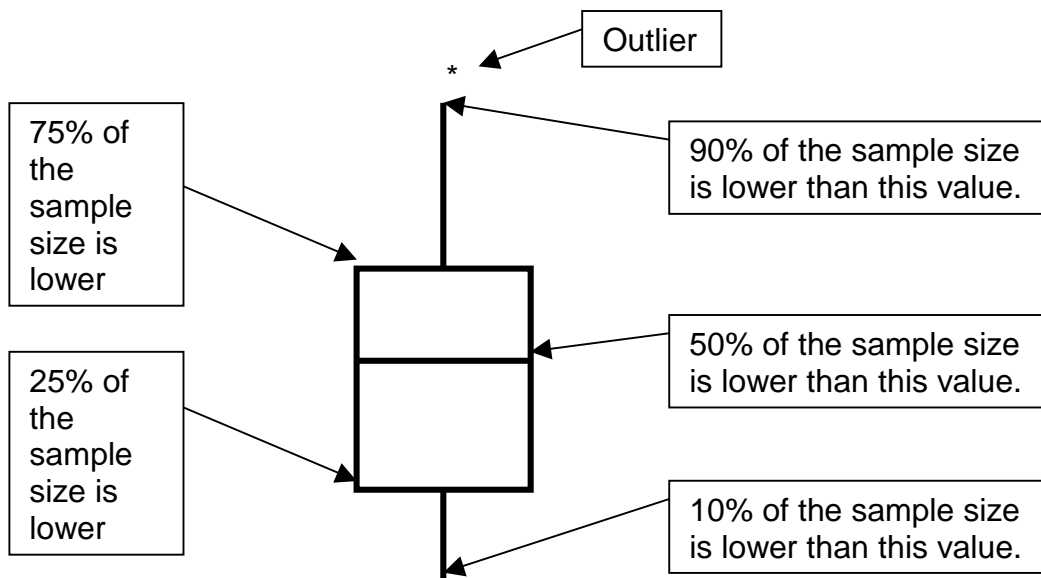 Outlier
*
75% of
the
sample
size is
lower
90% of the sample size
is lower than this value.
50% of the sample size
is lower than this value.
25% of
the
sample
size is
lower
10% of the sample size
is lower than this value.